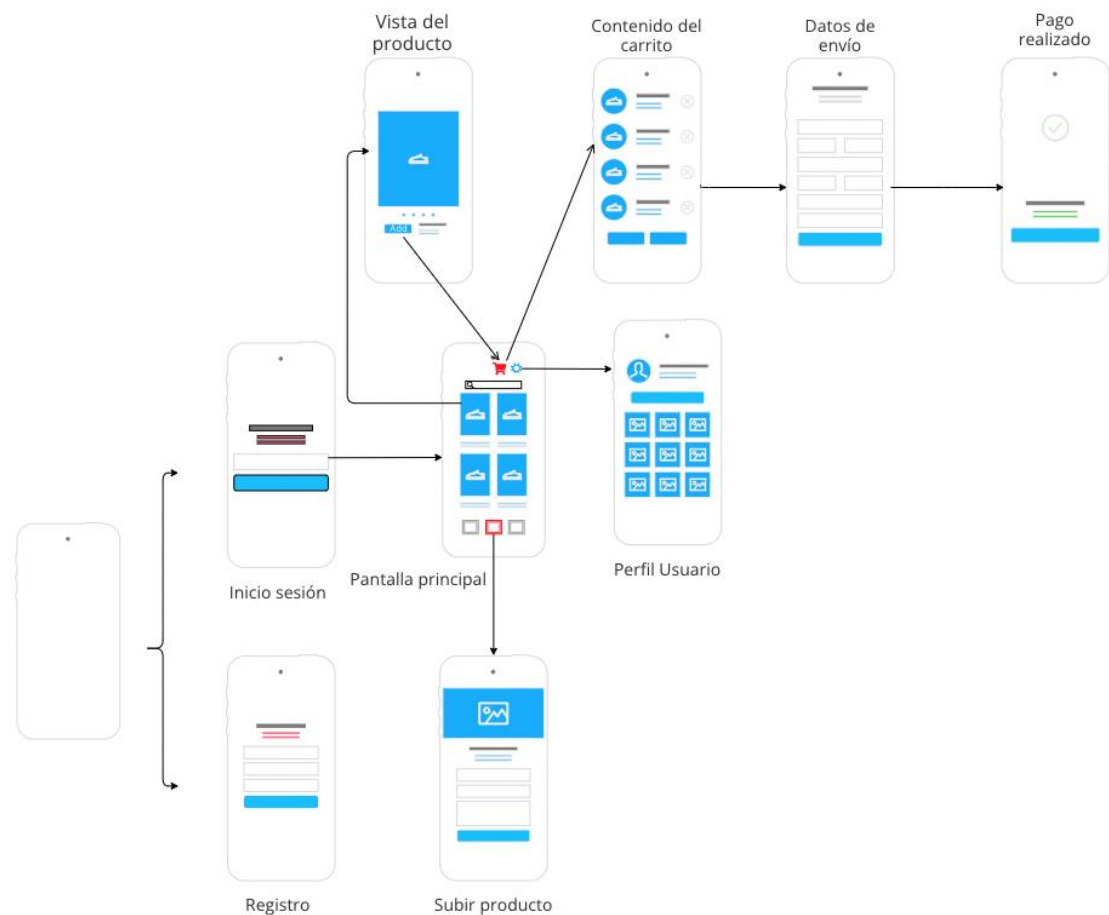 Vista del
producto
Contenido del
carrito
Datos de
envío
Pago
realizado
Add
Inicio sesión
Pantalla principal
Perfil Usuario
Registro
Subir producto